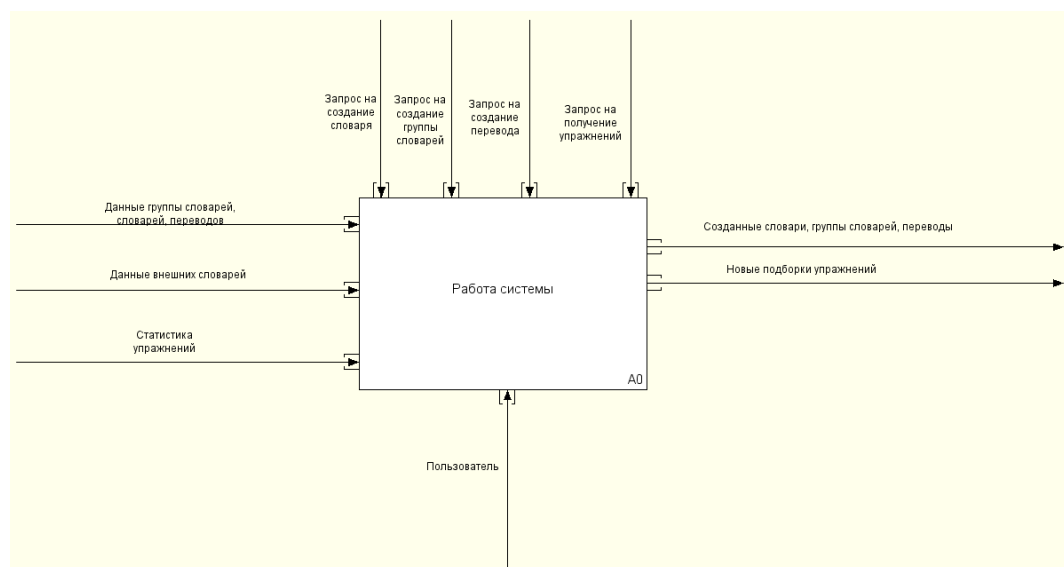 Запрос на
создание
словаря
Запрос на
создание
группы
словарей
Запрос на
создание
перевода
Запрос на
получение
упражнений
Данные группы словарей,
словарей, переводов
Созданные словари, группы словарей, переводы
Данные внешних словарей
Новые подборки упражнений
Работа системы
Статистика
упражнений
A0
Пользователь